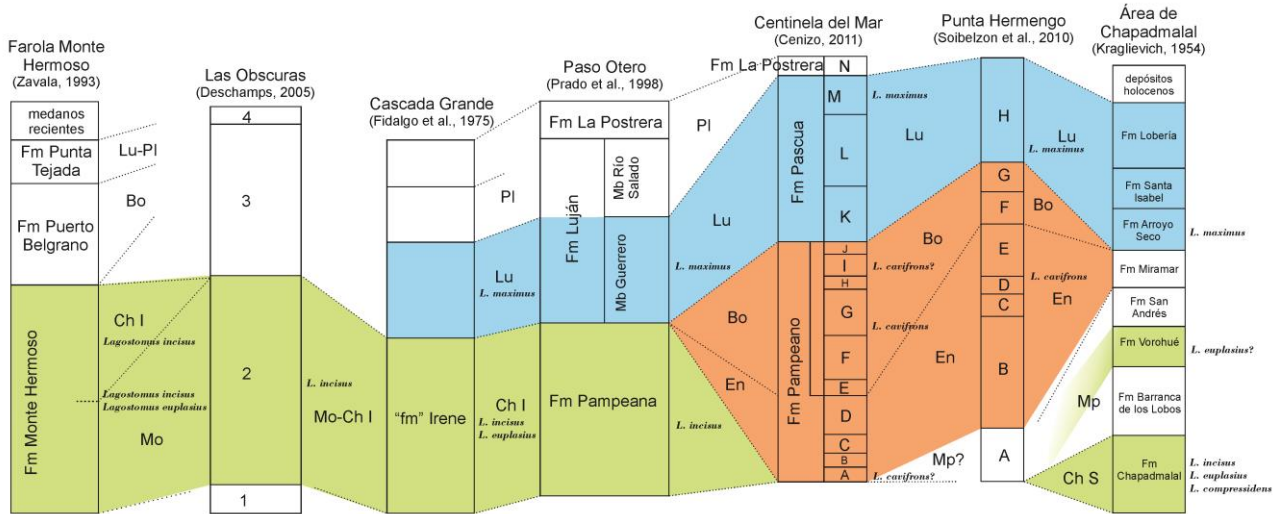 Farola Monte
Hermoso
(Zavala, 1993)
medanos
recientes
Fm Punta
Tejada
Fm Puerto
Belgrano
Fm Monte Hermoso
Lu-Pl
Bo
Ch I
Lagostomus incisus
Lagostomus incisus
Lagostomus euplasius
Mo
Las Obscuras
(Deschamps, 2005)
4
3
2
1
L. incisus
Mo-Ch I
Cascada Grande
(Fidalgo et al., 1975)
"fm" Irene
Pl
Lu
L. maximus
Ch I
L. incisus
L. euplasius
Paso Otero
(Prado et al., 1998)
Fm La Postrera
Fm Luján
Mb Río
Salado
Mb Guerrero
Fm Pampeana
Pl
Lu
L. maximus
Bo
En
L. incisus
Centinela del Mar
(Cenizo, 2011)
Fm La Postrera
N
Fm Pascua
M
L
K
Fm Pampeano
J
I
H
G
F
E
D
C
B
A
L. maximus
Lu
Bo
L. cavifrons?
L. cavifrons
En
L. cavifrons?
Mp?
Punta Hermengo
(Soibelzon et al., 2010)
H
G
F
E
D
C
B
A
Lu
L. maximus
Bo
L. cavifrons
En
Mp
Ch S
Área de
Chapadmalal
(Kraglievich, 1954)
depósitos
holocenos
Fm Lobería
Fm Santa
Isabel
Fm Arroyo
Seco
L. maximus
Fm Miramar
Fm San
Andrés
Fm Vorohué
L. euplasius?
Fm Barranca
de los Lobos
Fm
Chapadmalal
L. incisus
L. euplasius
L. compressidens